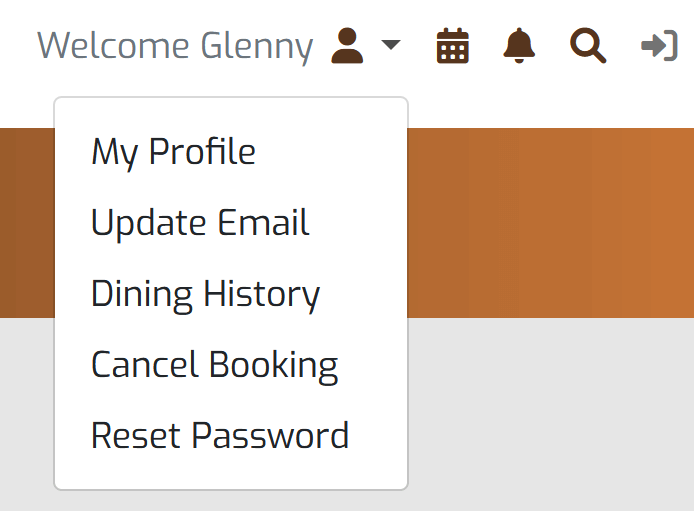 Welcome Glenny
My Profile
Update Email
Dining History
Cancel Booking
Reset Password